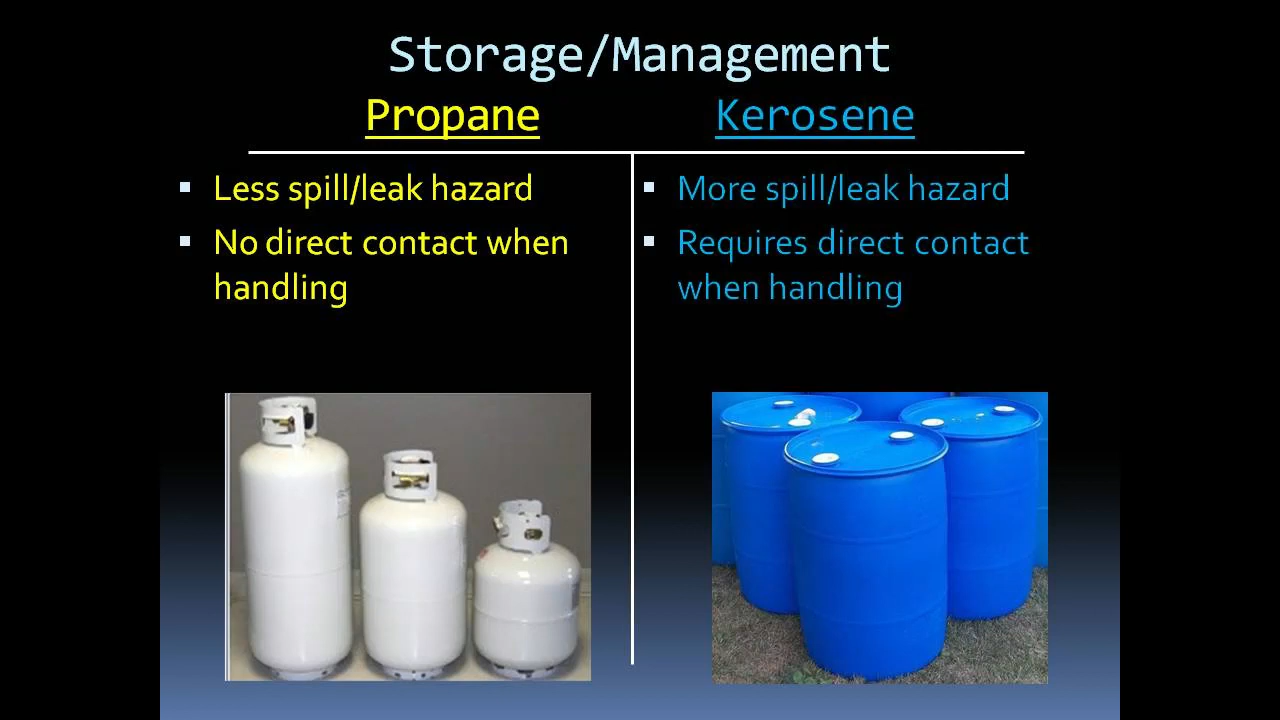 Storage/Management
Propane
Kerosene
Less spill/leak hazard
No direct contact when
handling
More spill/leak hazard
Requires direct contact
when handling